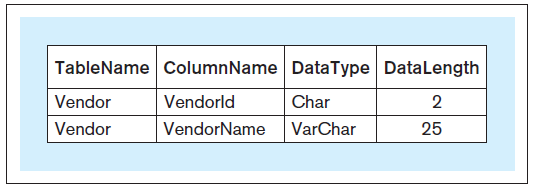 TableName ColumnName DataType DataLength
Vendor VendorId Char 2
Vendor VendorName VarChar 25